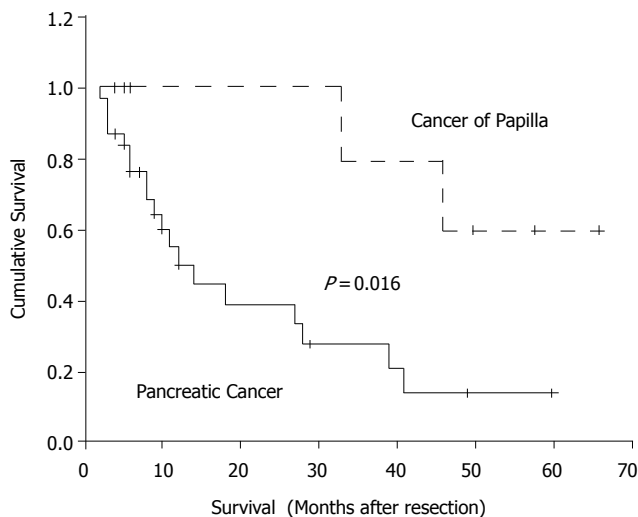 1.2
1.0
Cancer of Papilla
0.8
0.6
P = 0.016
0.4
0.2
Pancreatic Cancer
0.0
0 10 20 30 40 50 60 70
Cumulative Survival
Survival (Months after resection)